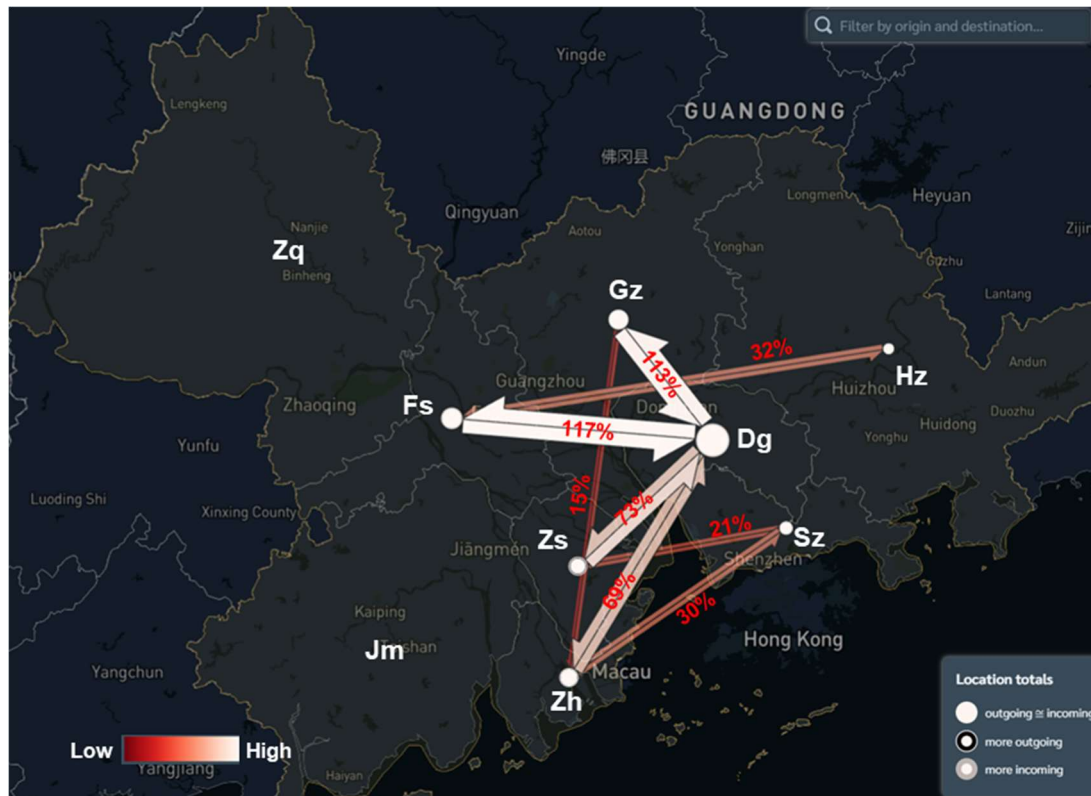 Filter by origin and destination...
Yingde
Lengkeng
GUANGDONG
佛冈县
Longmen
Heyuan
Qingyuan
Nanjie
Zq
Binheng
Aotou
Yonghan
Guzhu
Lantang
Gz
32%
113%
Andun
Guangzhou
Huizhou
Hz
Zhaoqing
Fs
Duozhu
Huidong
117%
Dg
Yonghu
Yunfu
Luoding Shi
Xinxing County
15%
73%
21%
Sz
Zs
Jiāngmén
Shenzhen
69%
30%
Kaiping
Hong Kong
Jm
Taishan
Yangchun
Macau
Zh
Location totals
outgoing ≅ incoming
more outgoing
more incoming
Low
High
Yangjiang
Haiyan